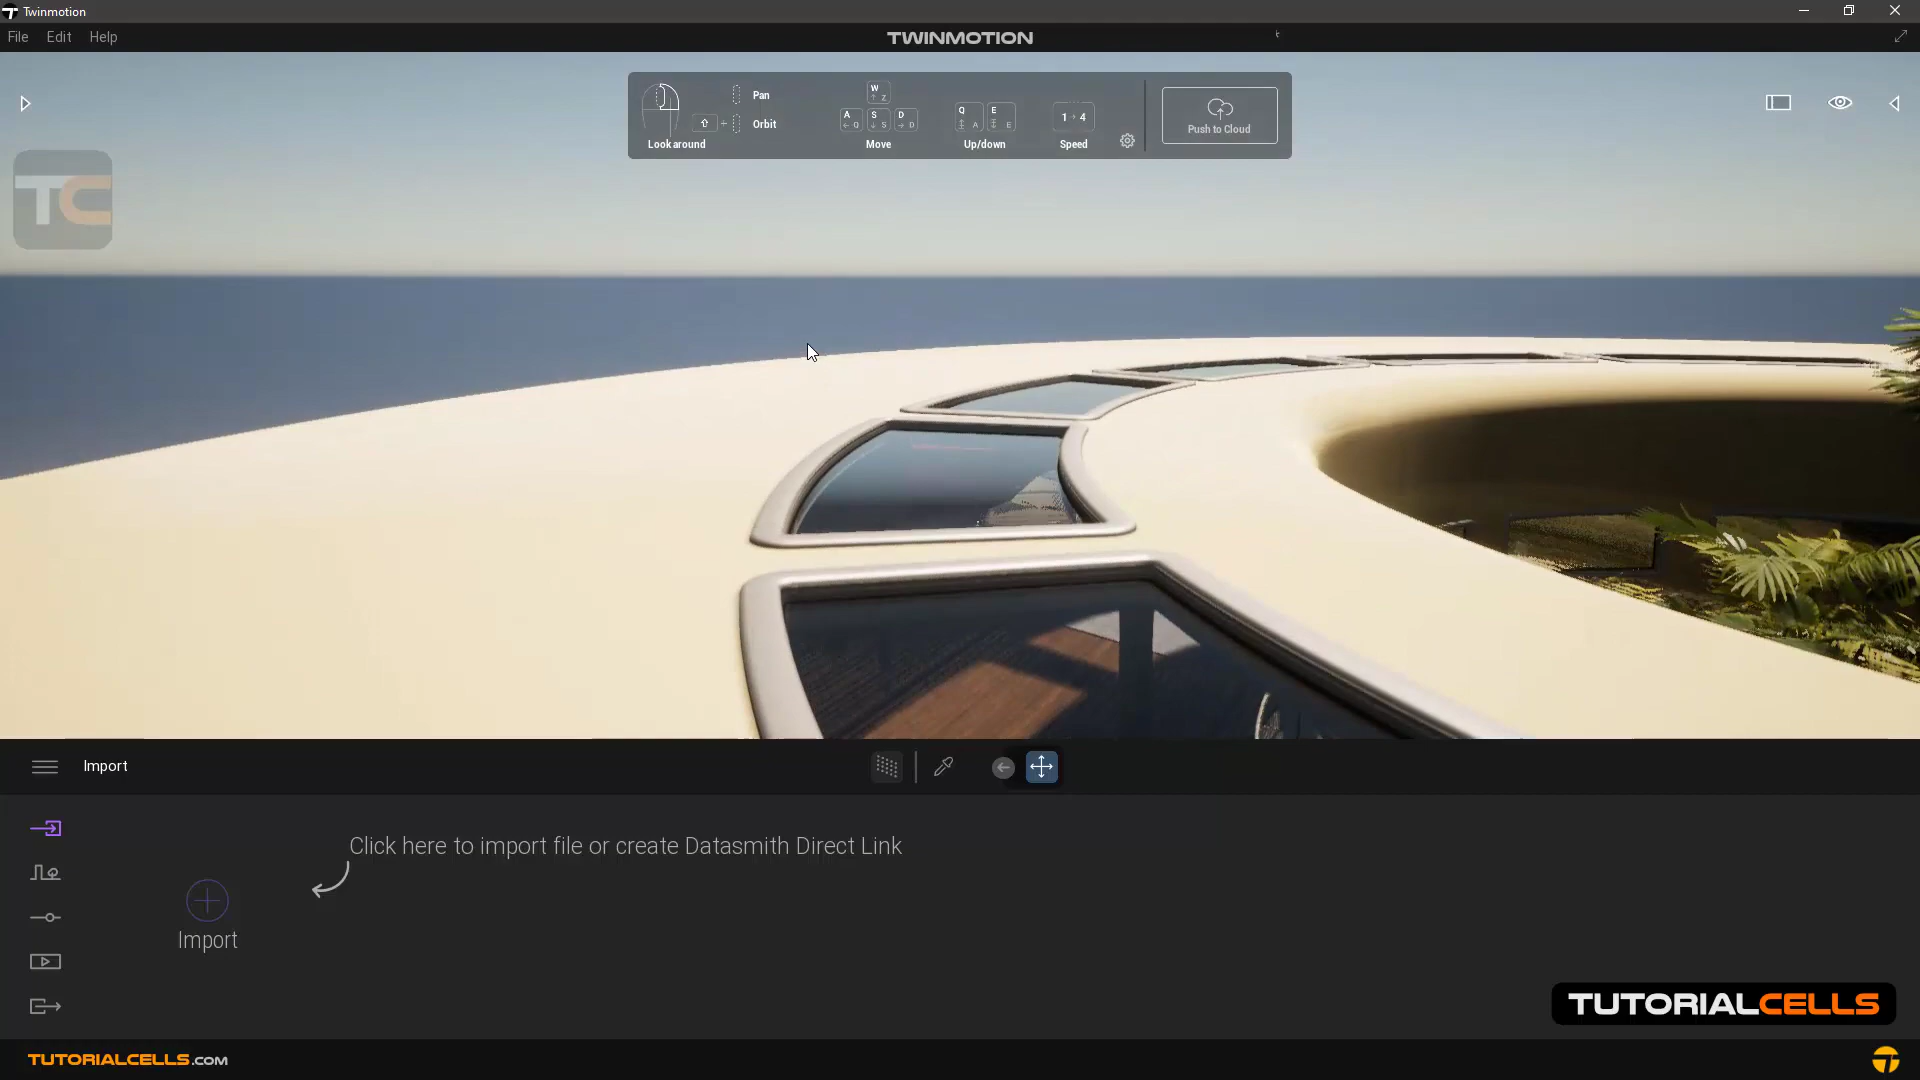 Twinmotion
File Edit Help
TWINMOTION
Pan
Orbit
Look around
W
↑ Z
A
← Q
S
↓ S
D
→ D
Move
Q
A
E
E
Up/down
1 → 4
Speed
Push to Cloud
TC
Import
Click here to import file or create Datasmith Direct Link
Import
TUTORIALCELLS
TUTORIALCELLS.COM